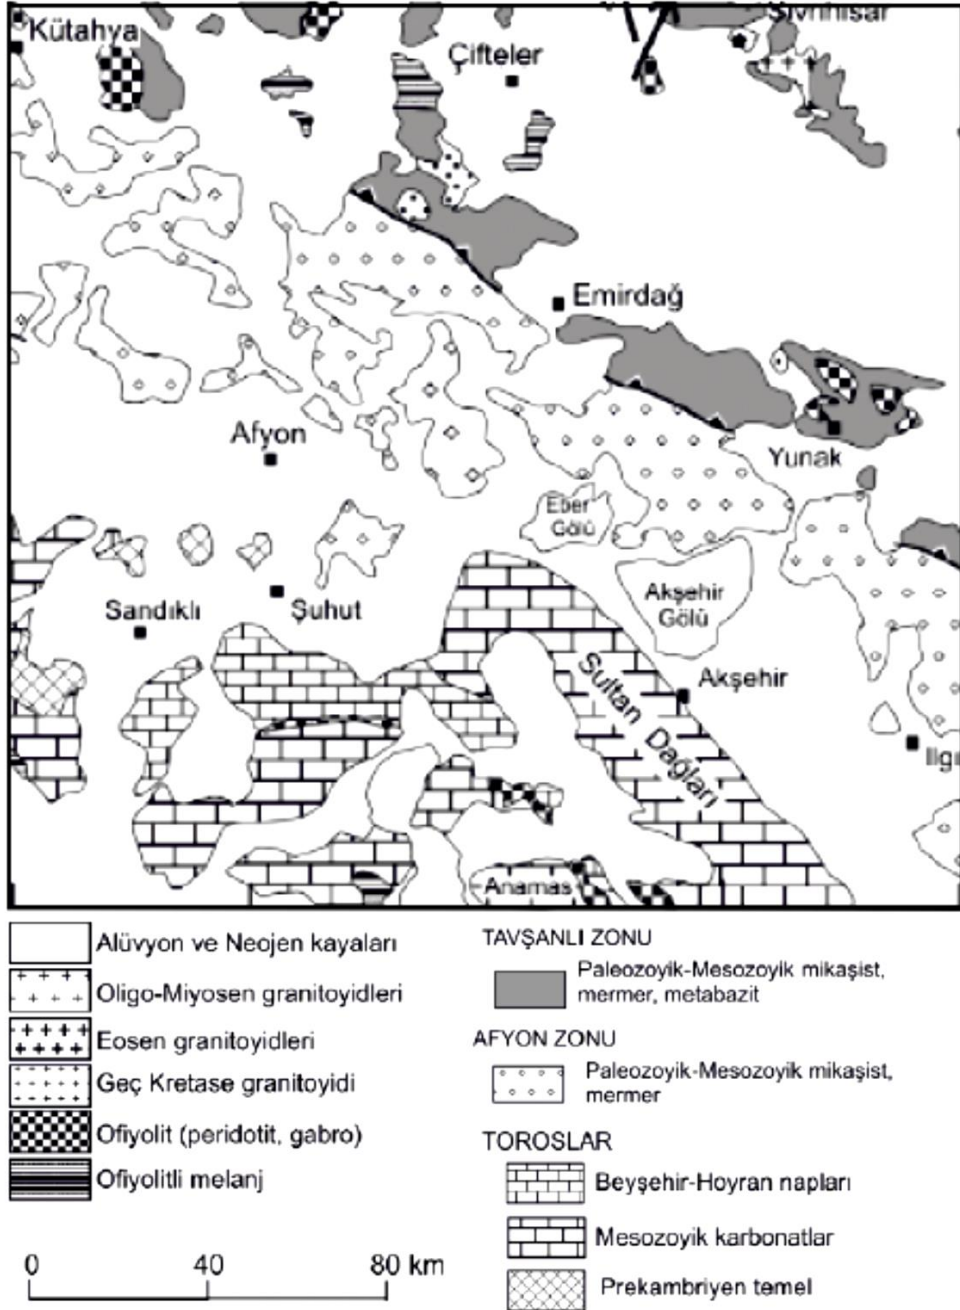 Kütahya
Sivrihisar
Çifteler
Emirdağ
Afyon
Yunak
Eber
Gölü
Akşehir
Gölü
Sandıklı
Şuhut
Akşehir
Sultan Dağları
Ilgı
Anamas
Alüvyon ve Neojen kayaları
Oligo-Miyosen granitoyidleri
Eosen granitoyidleri
Geç Kretase granitoyidi
Ofiyolit (peridotit, gabro)
Ofiyolitli melanj
0 40 80 km
TAVŞANLI ZONU
Paleozoyik-Mesozoyik mikaşist,
mermer, metabazit
AFYON ZONU
Paleozoyik-Mesozoyik mikaşist,
mermer
TOROSLAR
Beyşehir-Hoyran napları
Mesozoyik karbonatlar
Prekambriyen temel